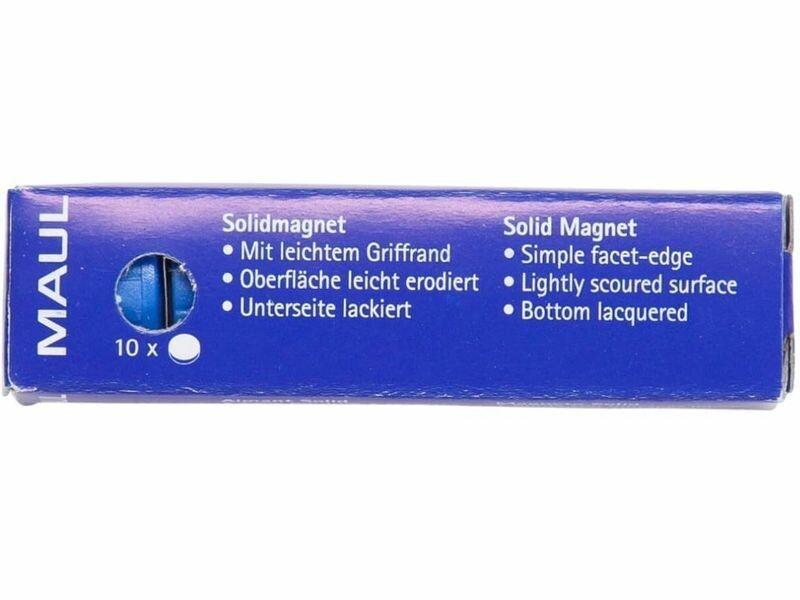 MAUL
10 x
Solidmagnet
• Mit leichtem Griffrand
• Oberfläche leicht erodiert
• Unterseite lackiert
Solid Magnet
• Simple facet-edge
• Lightly scoured surface
• Bottom lacquered